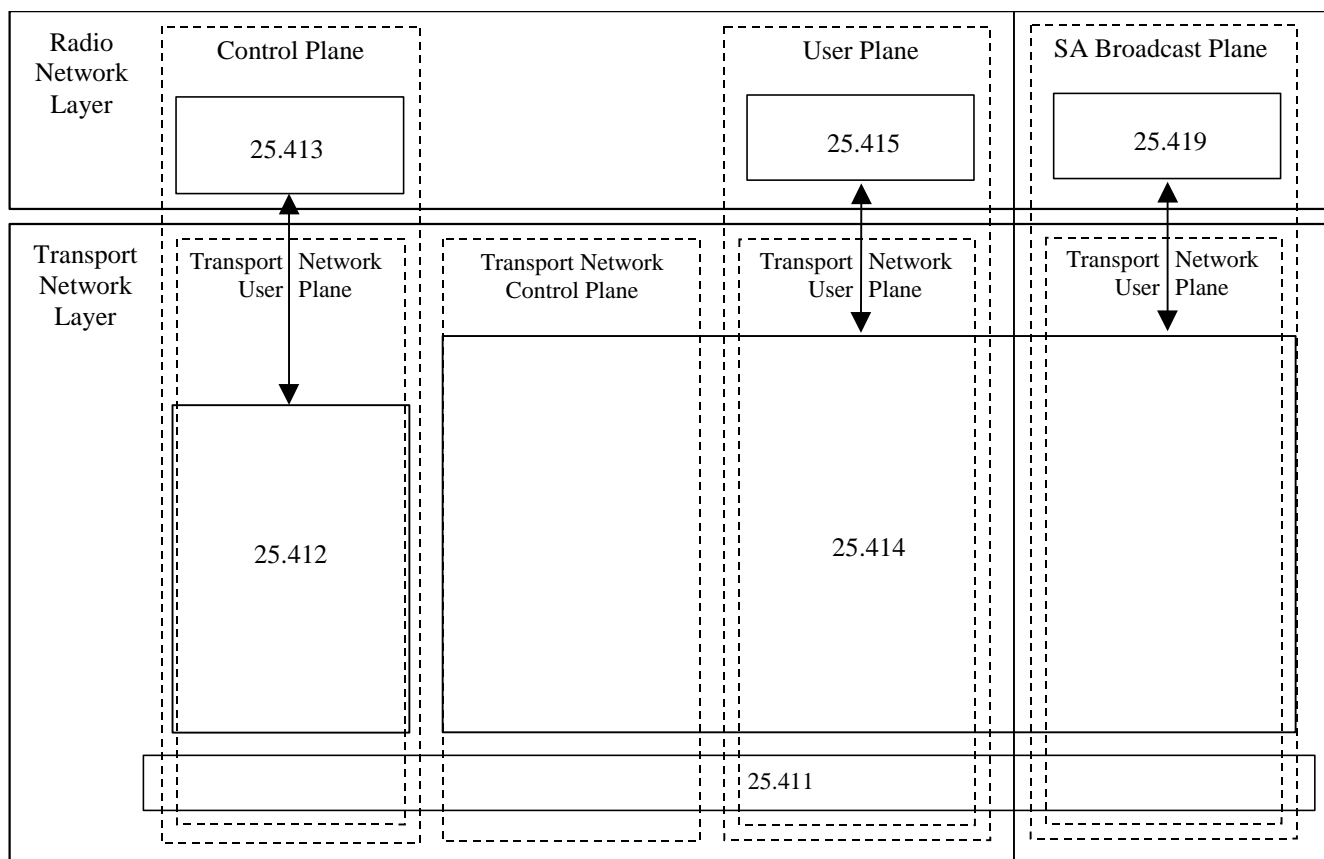 Radio
Network
Layer
Control Plane
User Plane
SA Broadcast Plane
25.413
25.415
25.419
Transport
Network
Layer
Transport Network
User Plane
Transport Network
Control Plane
Transport Network
User Plane
Transport Network
User Plane
25.412
25.414
25.411